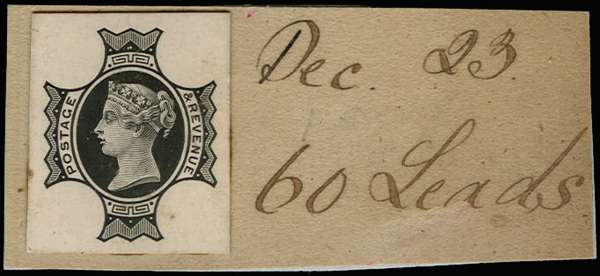 POSTAGE & REVENUE
Dec. 23.
60 Leads